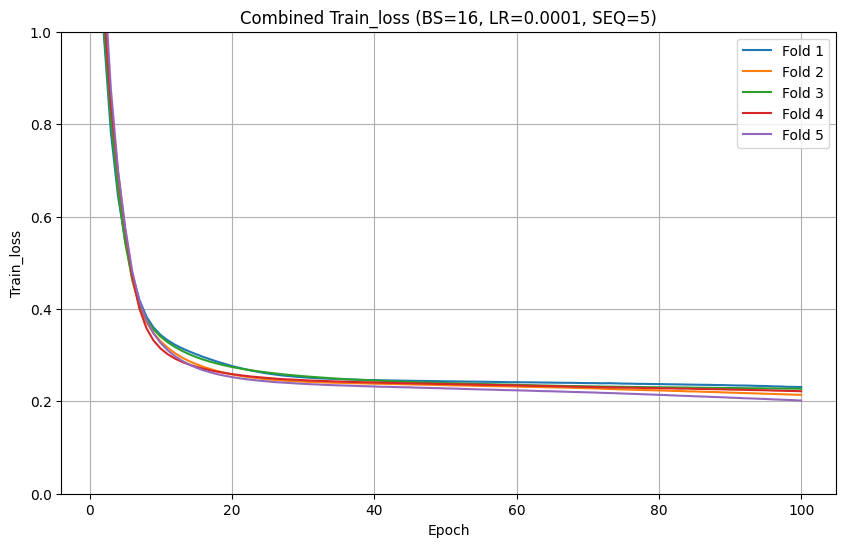 Combined Train_loss (BS=16, LR=0.0001, SEQ=5)
Fold 1
Fold 2
Fold 3
Fold 4
Fold 5
Train_loss
1.0
0.8
0.6
0.4
0.2
0.0
0
20
40
60
80
100
Epoch